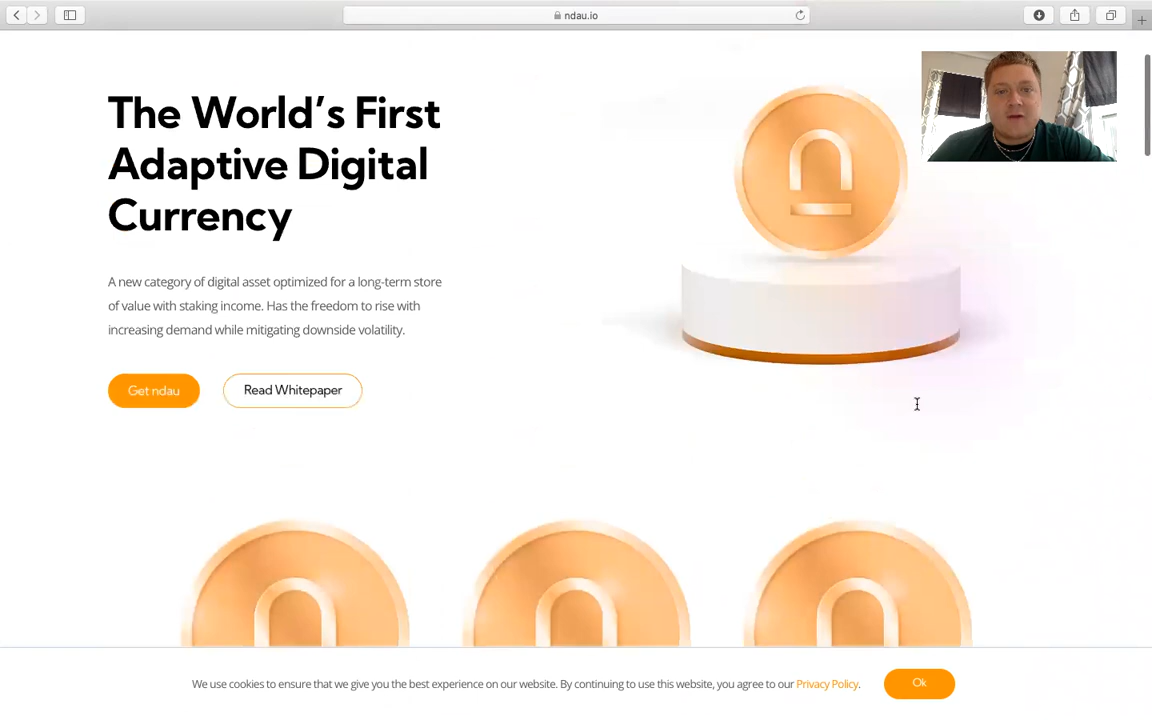 ndau.io
The World’s First
Adaptive Digital
Currency
A new category of digital asset optimized for a long-term store
of value with staking income. Has the freedom to rise with
increasing demand while mitigating downside volatility.
Get ndau
Read Whitepaper
We use cookies to ensure that we give you the best experience on our website. By continuing to use this website, you agree to our Privacy Policy.
Ok